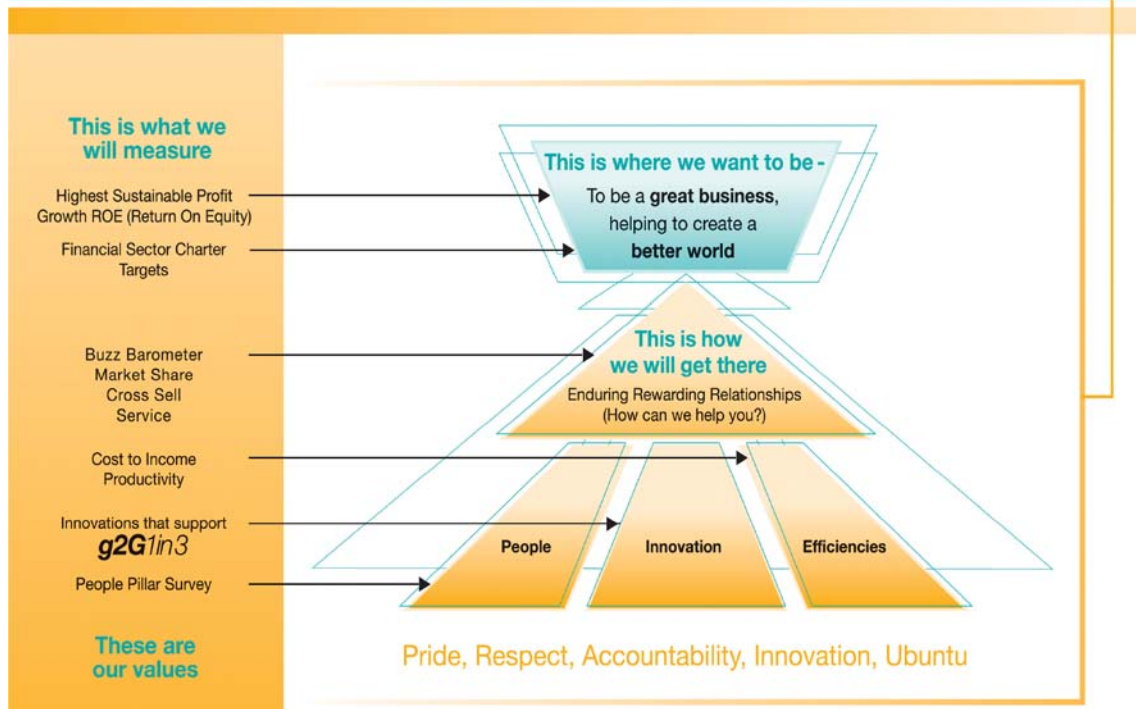 This is what we
will measure
Highest Sustainable Profit
Growth ROE (Return On Equity)
Financial Sector Charter
Targets
Buzz Barometer
Market Share
Cross Sell
Service
Cost to Income
Productivity
Innovations that support
g2G1in3
People Pillar Survey
These are
our values
This is where we want to be -
To be a great business,
helping to create a
better world
This is how
we will get there
Enduring Rewarding Relationships
(How can we help you?)
People
Innovation
Efficiencies
Pride, Respect, Accountability, Innovation, Ubuntu